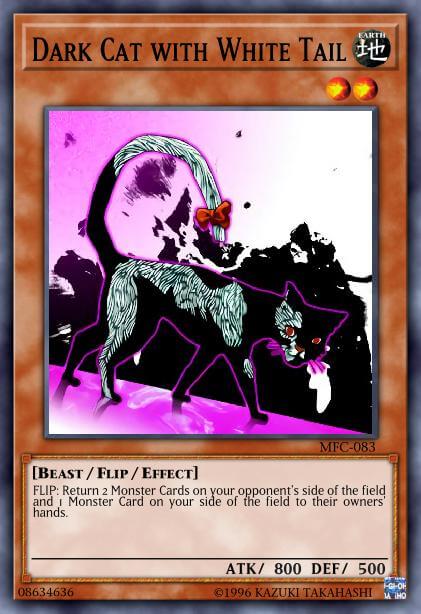 DARK CAT WITH WHITE TAIL
EARTH
地
MFC-083
[BEAST / FLIP / EFFECT]
FLIP: Return 2 Monster Cards on your opponent's side of the field
and 1 Monster Card on your side of the field to their owners'
hands.
ATK/ 800 DEF/ 500
08634636
©1996 KAZUKI TAKAHASHI